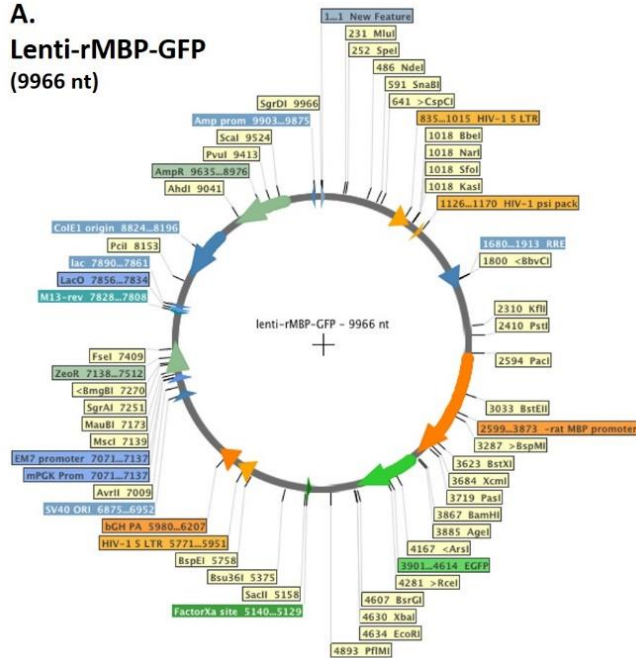 A.
Lenti-rMBP-GFP
(9966 nt)
1...1 New Feature
231 MluI
252 SpeI
486 NdeI
591 SnaBI
641 >CspCI
835...1015 HIV-1 5 LTR
1018 BbeI
1018 NarI
1018 SfoI
1018 KasI
1126...1170 HIV-1 psi pack
1680...1913 RRE
1800 <BbvCI
2310 KflI
2410 PstI
2594 PacI
3033 BstEII
2599...3873 -rat MBP promoter
3287 >BspMI
3623 BstXI
3684 XcmI
3719 PasI
3867 BamHI
3885 AgeI
4167 <ArsI
3901...4614 EGFP
4281 >RceI
4607 BsrGI
4630 XbaI
4634 EcoRI
4893 PflMI
FactorXa site 5140...5129
SacII 5158
Bsu36I 5375
BspEI 5758
HIV-1 5 LTR 5771...5951
bGH PA 5980...6207
SV40 ORI 6875...6952
AvrII 7009
mPGK Prom 7071...7137
EM7 promoter 7071...7137
MscI 7139
MauBI 7173
SgrAI 7251
<BmgBI 7270
ZeoR 7138...7512
FseI 7409
M13-rev 7828...7808
LacO 7856...7834
lac 7890...7861
PciI 8153
ColE1 origin 8824...8196
AhdI 9041
AmpR 9635...8976
PvuI 9413
ScaI 9524
Amp prom 9903...9875
SgrDI 9966
lenti-rMBP-GFP - 9966 nt